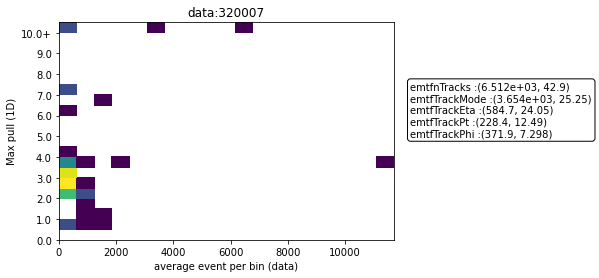 data:320007
10.0+
9.0
8.0
7.0
6.0
5.0
4.0
3.0
2.0
1.0
0.0
Max pull (1D)
0
2000
4000
6000
8000
10000
average event per bin (data)
emtfnTracks :(6.512e+03, 42.9)
emtfTrackMode :(3.654e+03, 25.25)
emtfTrackEta :(584.7, 24.05)
emtfTrackPt :(228.4, 12.49)
emtfTrackPhi :(371.9, 7.298)